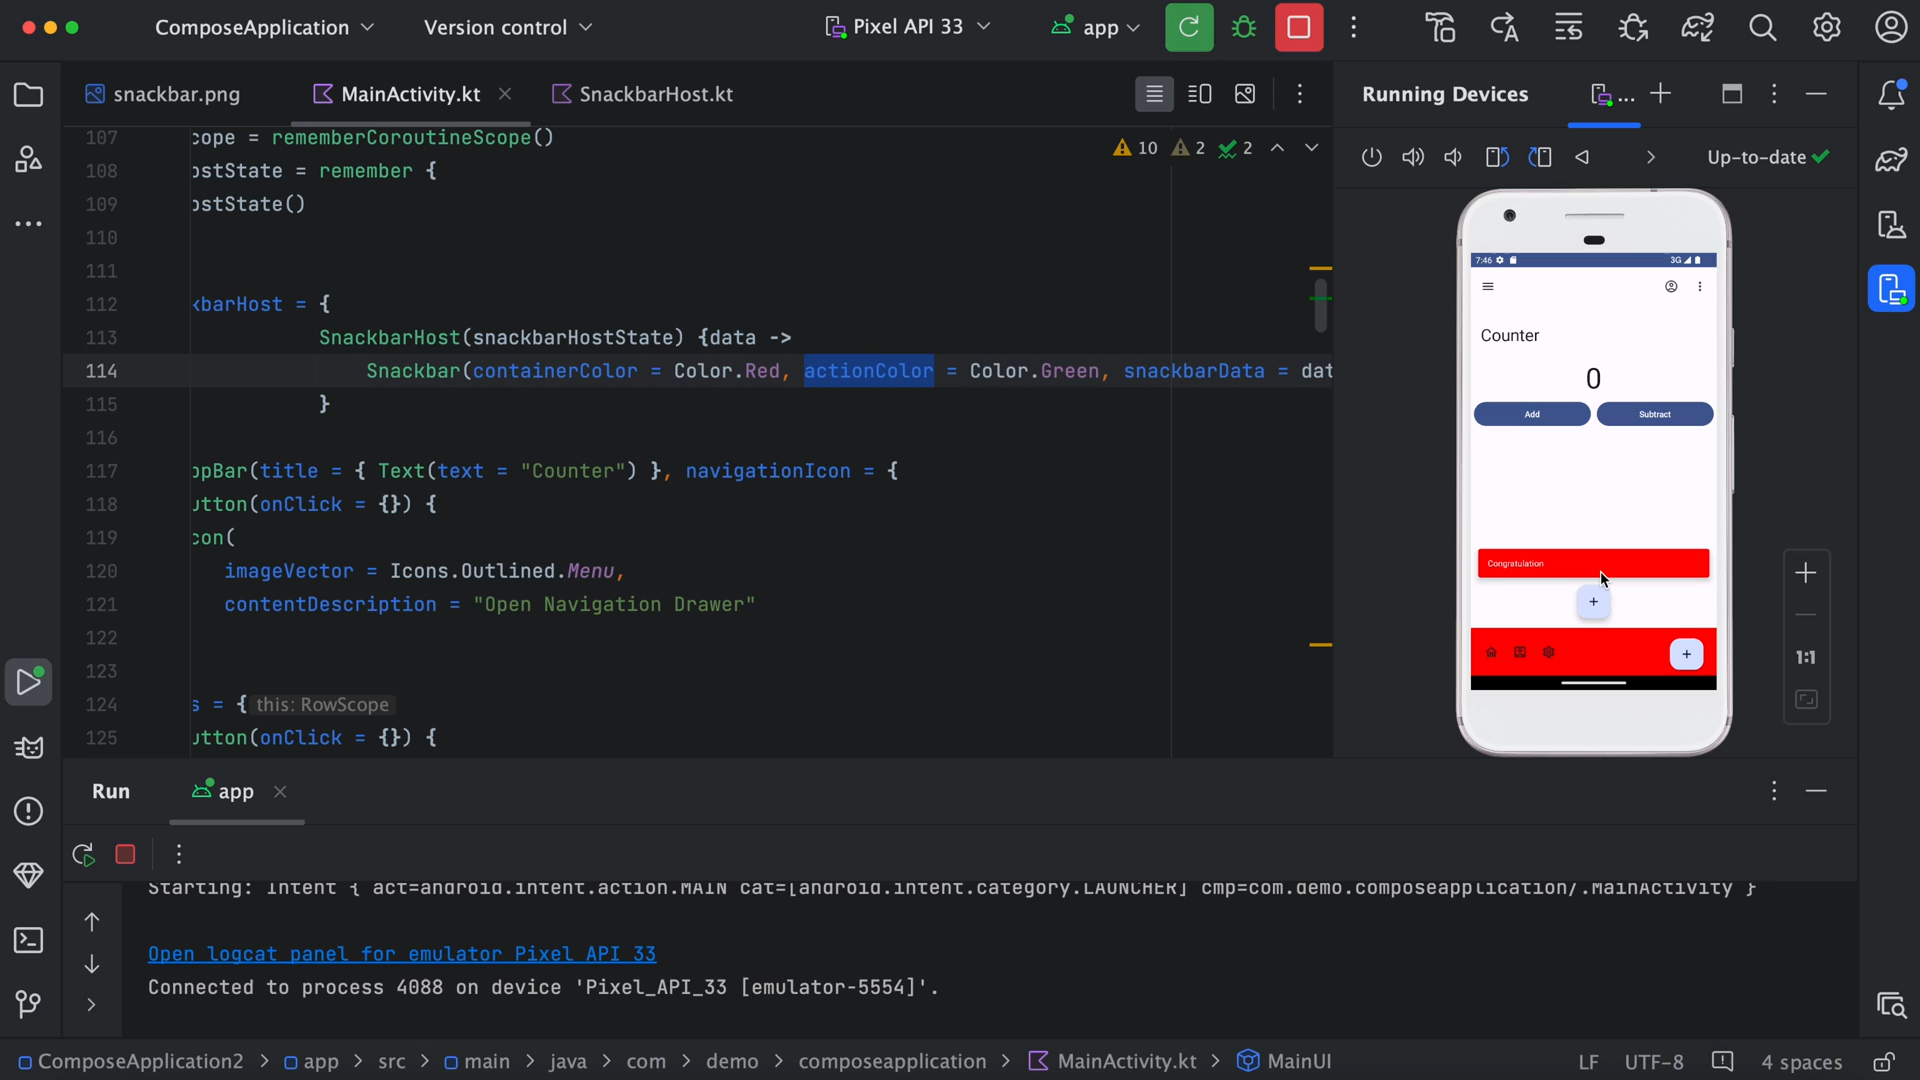 ComposeApplication
Version control
Pixel API 33
app
snackbar.png
MainActivity.kt
SnackbarHost.kt
Running Devices
...
10
2
2
Up-to-date
107 cope = rememberCoroutineScope()
108 ostState = remember {
109 ostState()
110
111
112 kbarHost = {
113 SnackbarHost(snackbarHostState) {data ->
114 Snackbar(containerColor = Color.Red, actionColor = Color.Green, snackbarData = dat
115 }
116
117 ppBar(title = { Text(text = "Counter") }, navigationIcon = {
118 utton(onClick = {}) {
119 con(
120 imageVector = Icons.Outlined.Menu,
121 contentDescription = "Open Navigation Drawer"
122
123
124 s = { this: RowScope
125 utton(onClick = {}) {
7:46
3G
Counter
0
Add
Subtract
Congratulation
+
+
1:1
Run
app
Starting: Intent { act=android.intent.action.MAIN cat=[android.intent.category.LAUNCHER] cmp=com.demo.composeapplication/.MainActivity }
Open logcat panel for emulator Pixel API 33
Connected to process 4088 on device 'Pixel_API_33 [emulator-5554]'.
ComposeApplication2 > app > src > main > java > com > demo > composeapplication > MainActivity.kt > MainUI
LF
UTF-8
4 spaces